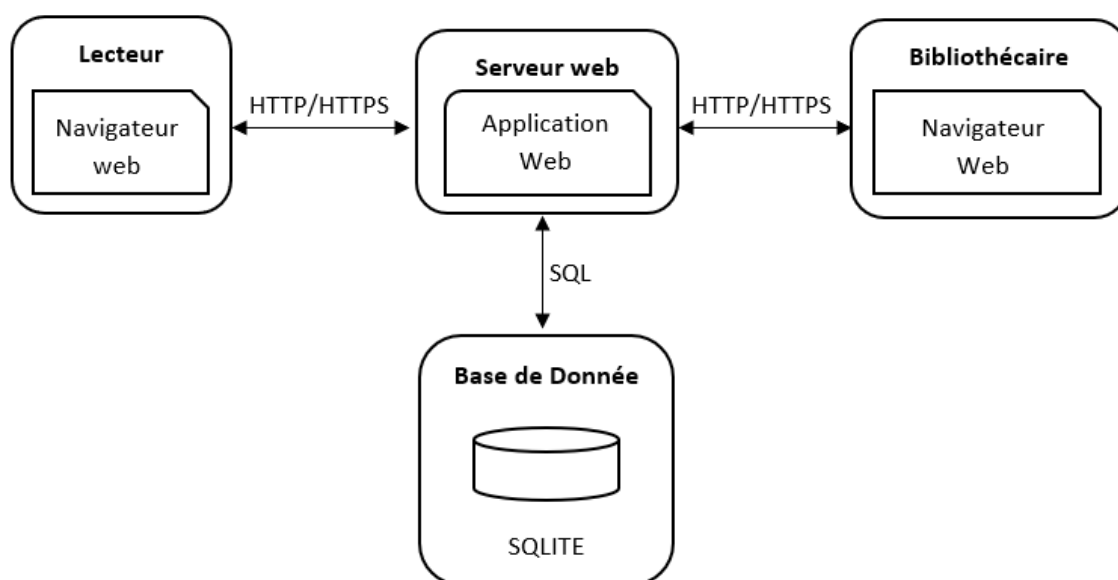 Lecteur
Navigateur
web
HTTP/HTTPS
Serveur web
Application
Web
HTTP/HTTPS
Bibliothécaire
Navigateur
Web
SQL
Base de Donnée
SQLITE